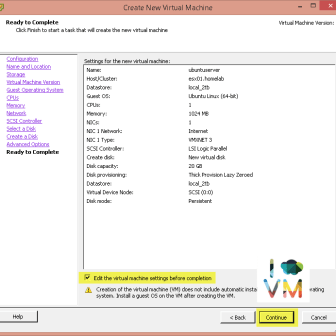 Create New Virtual Machine
Ready to Complete
Click Finish to start a task that will create the new virtual machine
Virtual Machine Version:
Configuration
Name and Location
Storage
Virtual Machine Version
Guest Operating System
CPUs
Memory
Network
SCSI Controller
Select a Disk
Create a Disk
Advanced Options
Ready to Complete
Settings for the new virtual machine:
Name: ubuntuserver
Host/Cluster: esx01.homelab
Datastore: local_2tb
Guest OS: Ubuntu Linux (64-bit)
CPUs: 1
Memory: 1024 MB
NICs: 1
NIC 1 Network: Internet
NIC 1 Type: VMXNET 3
SCSI Controller: LSI Logic Parallel
Create disk: New virtual disk
Disk capacity: 20 GB
Disk provisioning: Thick Provision Lazy Zeroed
Datastore: local_2tb
Virtual Device Node: SCSI (0:0)
Disk mode: Persistent
Edit the virtual machine settings before completion
Creation of the virtual machine (VM) does not include automatic insta
operating
system. Install a guest OS on the VM after creating the VM.
I
VM
Help
< Back
Continue
Cancel